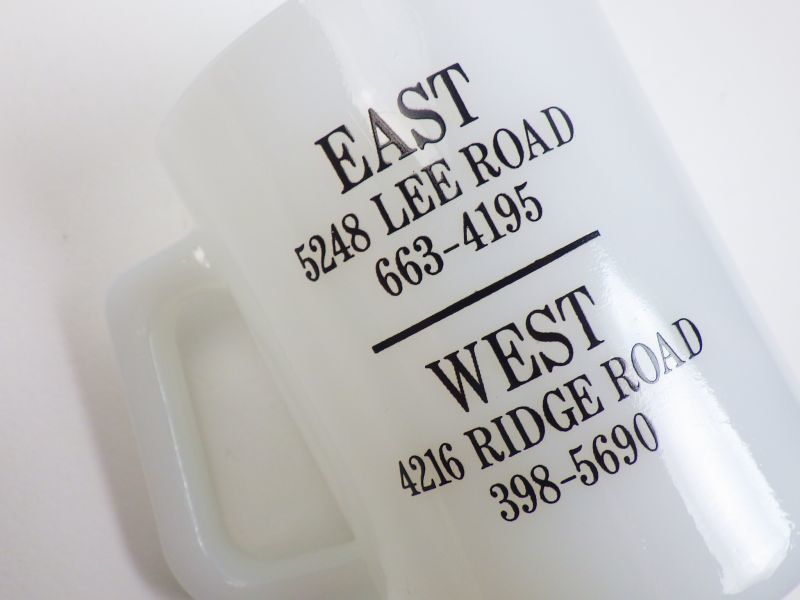 EAST
5248 LEE ROAD
663-4195
WEST
4216 RIDGE ROAD
398-5690